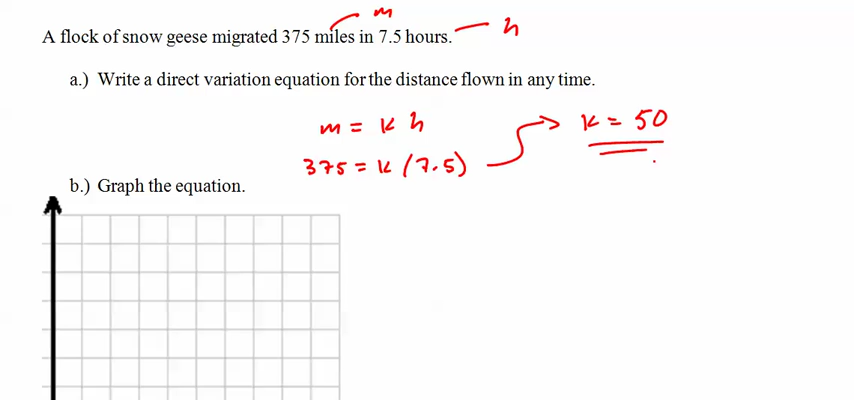 m
A flock of snow geese migrated 375 miles in 7.5 hours. h
a.) Write a direct variation equation for the distance flown in any time.
m = k h
k = 50
375 = k (7.5)
b.) Graph the equation.